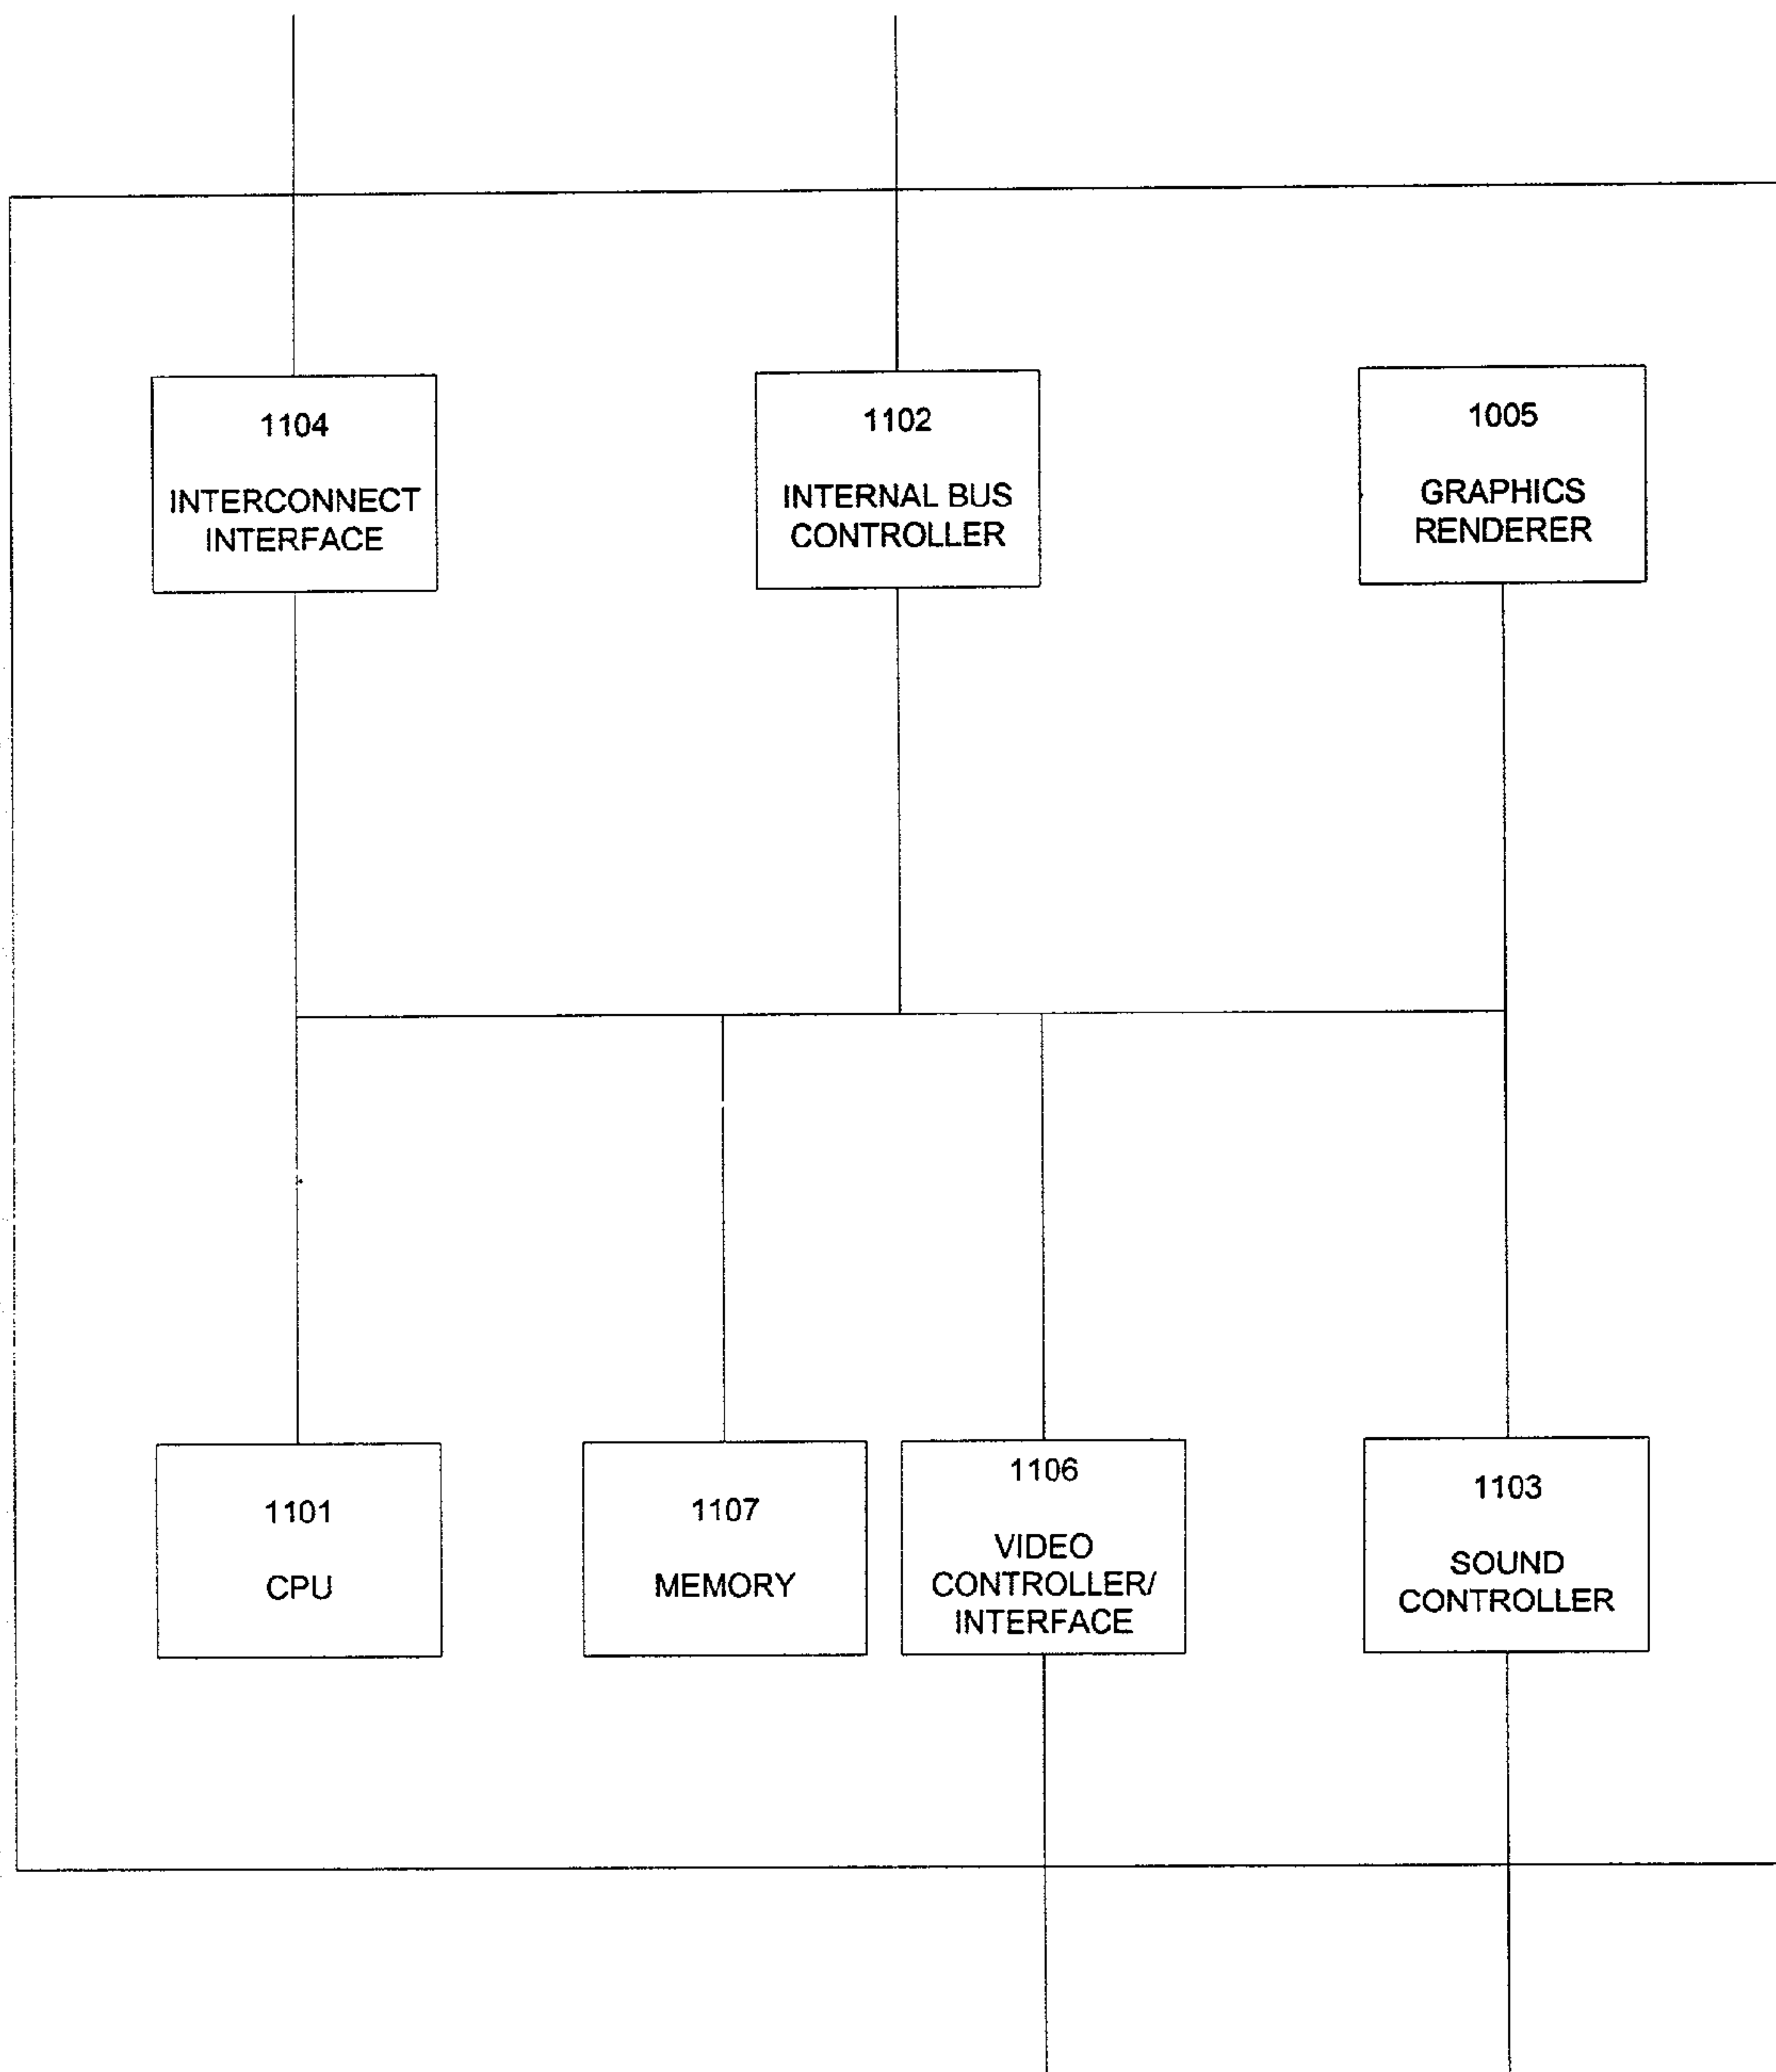 1104
INTERCONNECT
INTERFACE
1102
INTERNAL BUS
CONTROLLER
1005
GRAPHICS
RENDERER
1101
CPU
1107
MEMORY
1106
VIDEO
CONTROLLER/
INTERFACE
1103
SOUND
CONTROLLER